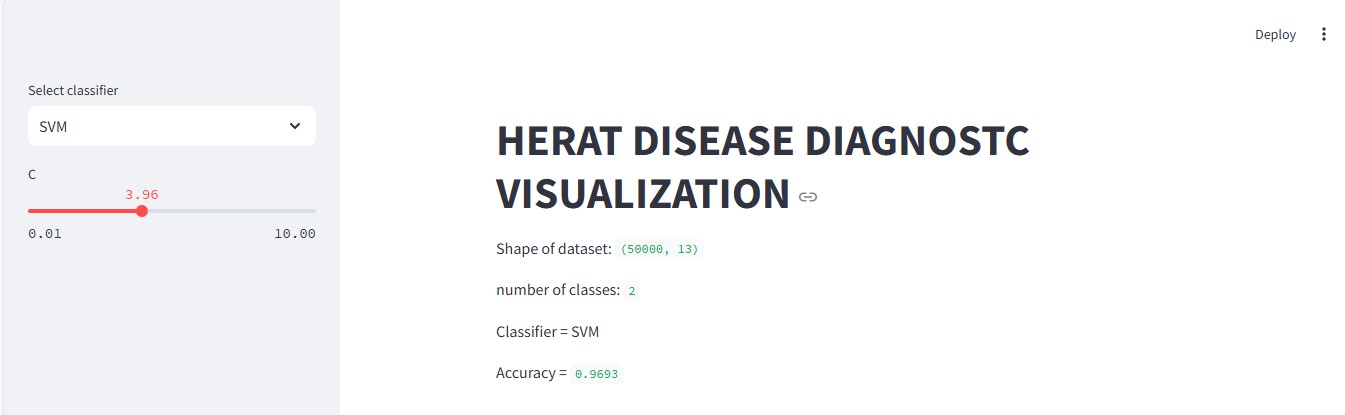 Deploy
Select classifier
SVM
C
3.96
0.01 10.00
HERAT DISEASE DIAGNOSTC
VISUALIZATION
Shape of dataset: (50000, 13)
number of classes: 2
Classifier = SVM
Accuracy = 0.9693